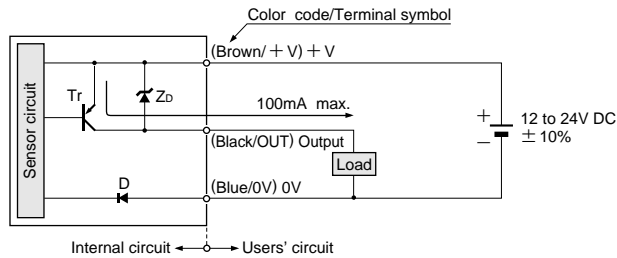 Color code/Terminal symbol
(Brown/＋V)＋V
Sensor circuit
Tr
ZD
100mA max.
＋
－
12 to 24V DC
±10%
(Black/OUT) Output
Load
D
(Blue/0V) 0V
Internal circuit
Users' circuit